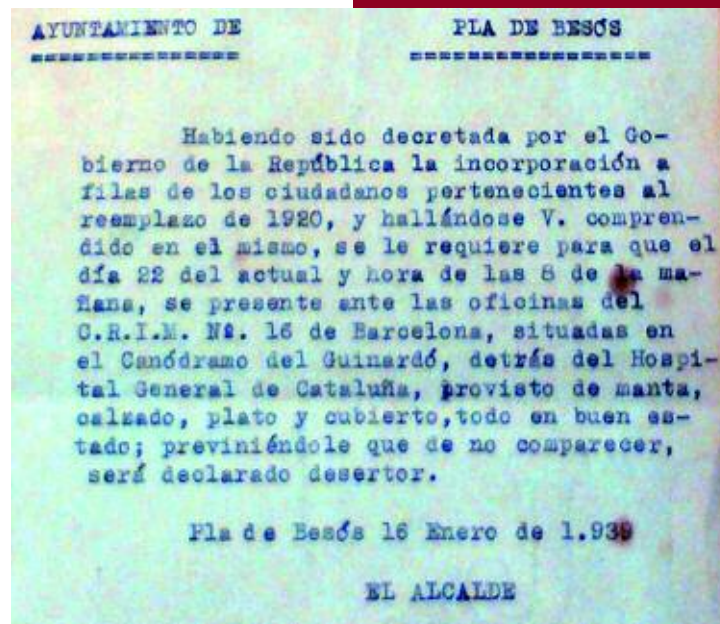 AYUNTAMIENTO DE PLA DE BESÓS
Habiendo sido decretada por el Go-
bierno de la República la incorporación a
filas de los ciudadanos pertenecientes al
reemplazo de 1920, y hallándose V. compren-
dido en el mismo, se le requiere para que el
día 22 del actual y hora de las 8 de la ma-
ñana, se presente ante las oficinas del
C.R.I.M. Nº. 16 de Barcelona, situadas en
el Canódramo del Guinardó, detrás del Hospi-
tal General de Cataluña, provisto de manta,
calzado, plato y cubierto,todo en buen es-
tado; previniéndole que de no comparecer,
será declarado desertor.
Pla de Besós 16 Enero de 1.939
EL ALCALDE